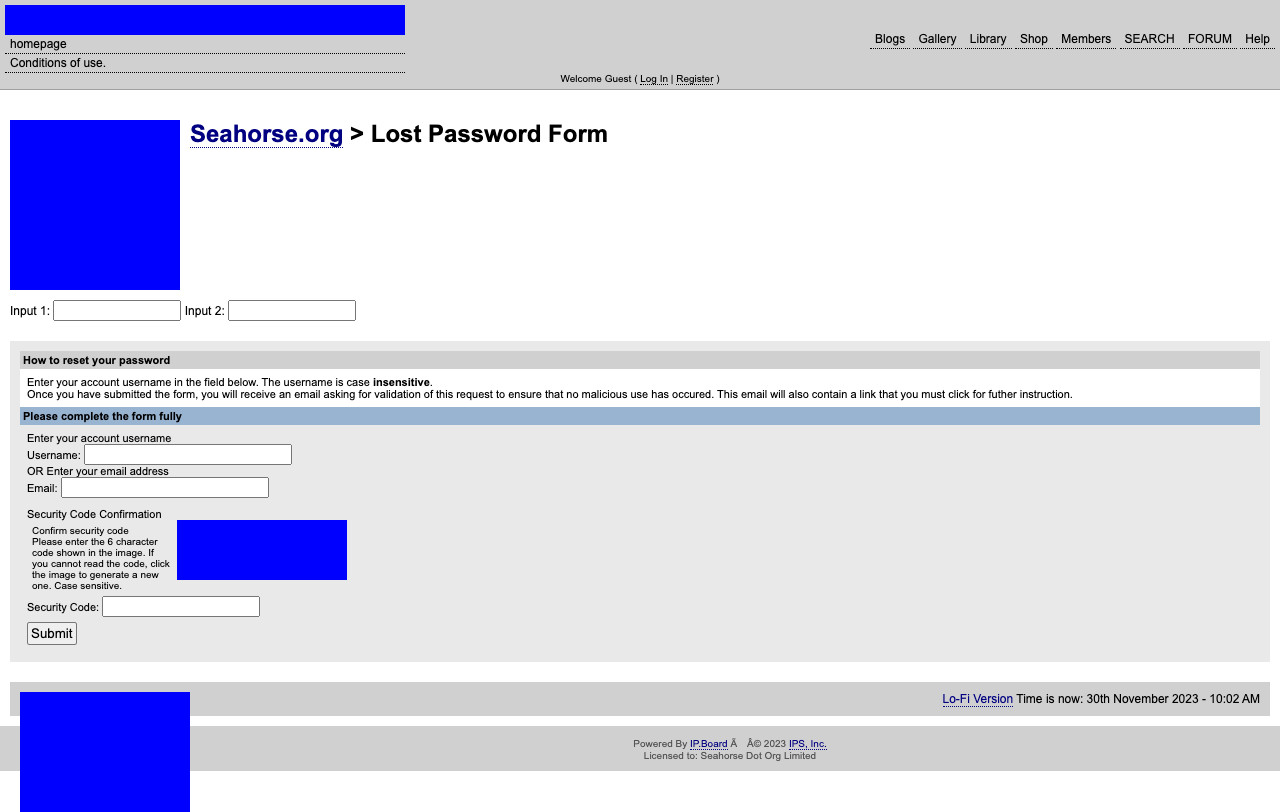 homepage
Conditions of use.
Blogs Gallery Library Shop Members SEARCH FORUM Help
Welcome Guest ( Log In | Register )
Seahorse.org > Lost Password Form
Input 1: Input 2:
How to reset your password
Enter your account username in the field below. The username is case insensitive.
Once you have submitted the form, you will receive an email asking for validation of this request to ensure that no malicious use has occured. This email will also contain a link that you must click for futher instruction.
Please complete the form fully
Enter your account username
Username:
OR Enter your email address
Email:
Security Code Confirmation
Confirm security code
Please enter the 6 character
code shown in the image. If
you cannot read the code, click
the image to generate a new
one. Case sensitive.
Security Code:
Submit
Lo-Fi Version Time is now: 30th November 2023 - 10:02 AM
Powered By IP.Board Ã Â© 2023 IPS, Inc.
Licensed to: Seahorse Dot Org Limited